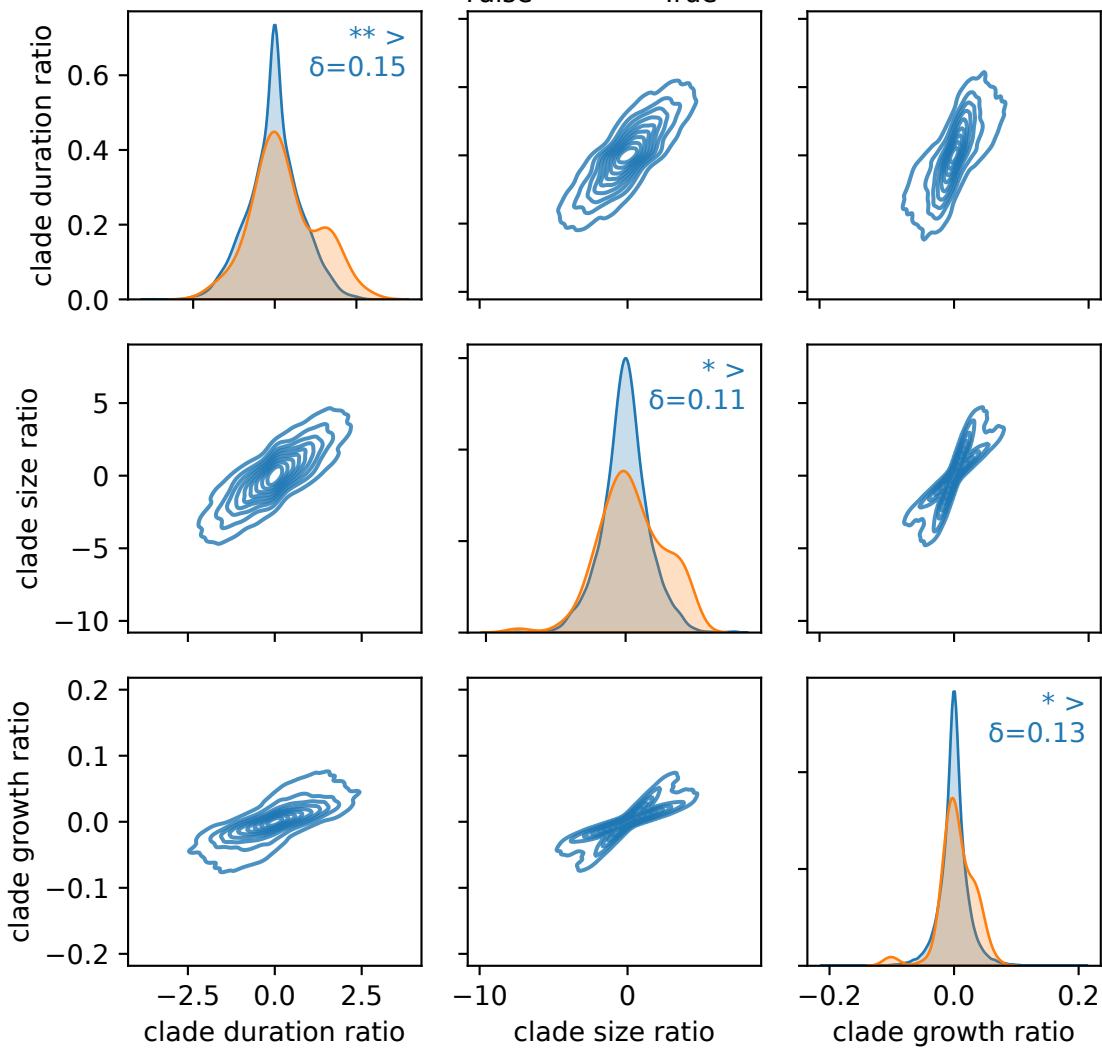 False True
clade duration ratio
0.6
0.4
0.2
0.0
** >
δ=0.15
clade size ratio
5
0
−5
−10
* >
δ=0.11
clade growth ratio
0.2
0.1
0.0
−0.1
−0.2
* >
δ=0.13
−2.5 0.0 2.5
−10 0
−0.2 0.0 0.2
clade duration ratio
clade size ratio
clade growth ratio